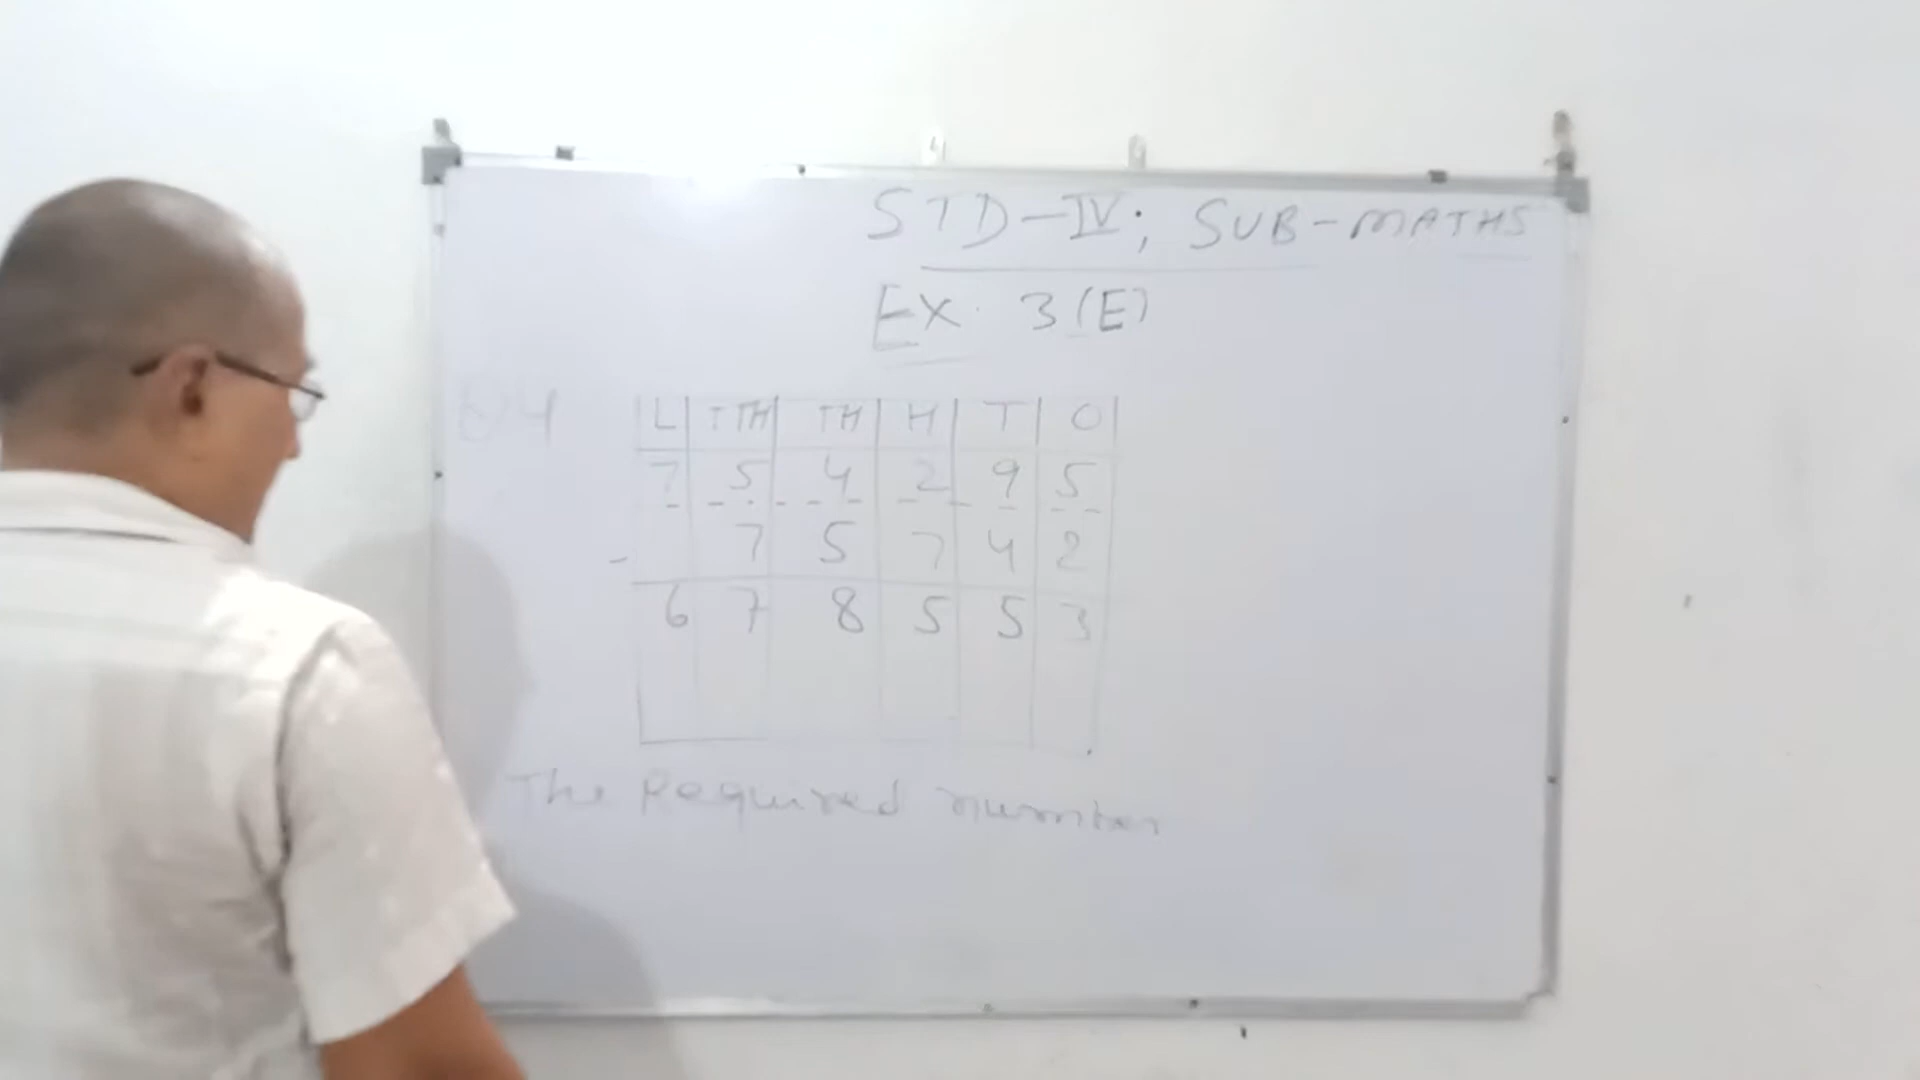 STD-IV; SUB-MATHS
EX. 3(E)
Q4
L TTH TH H T O
7 5 4 2 9 5
- 7 5 7 4 2
6 7 8 5 5 3
The Required number